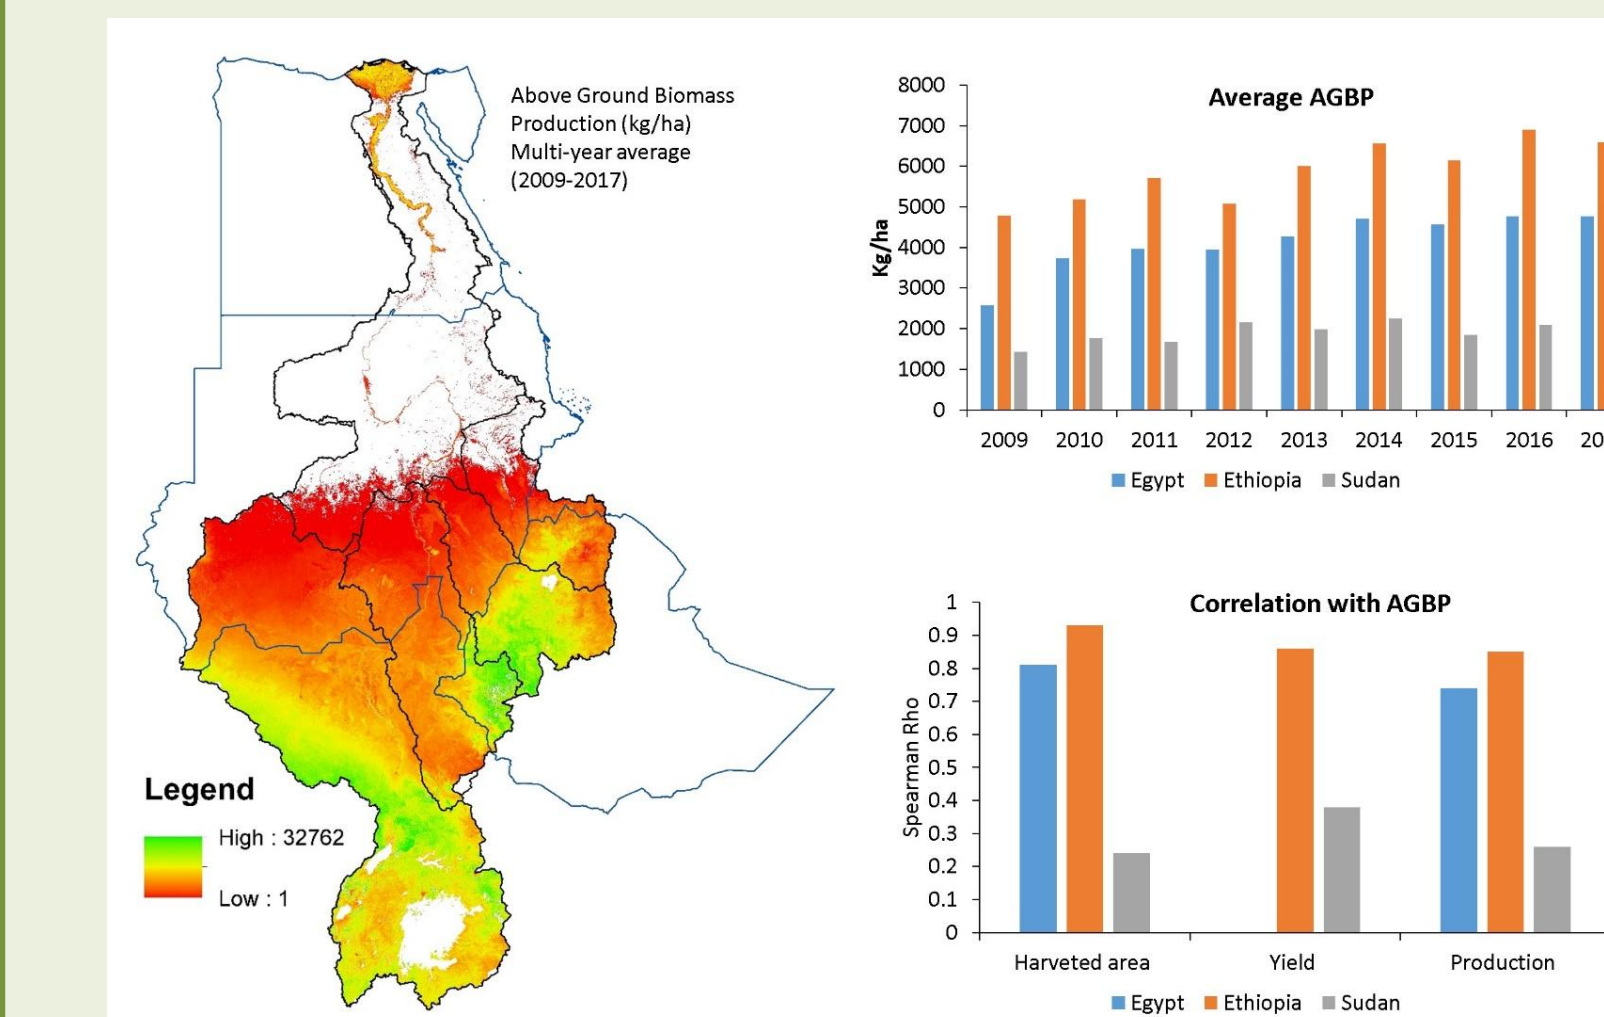 Above Ground Biomass
Production (kg/ha)
Multi-year average
(2009-2017)
Legend
High : 32762
Low : 1
Average AGBP
Kg/ha
8000
7000
6000
5000
4000
3000
2000
1000
0
2009 2010 2011 2012 2013 2014 2015 2016 20
Egypt Ethiopia Sudan
Correlation with AGBP
Spearman Rho
1
0.9
0.8
0.7
0.6
0.5
0.4
0.3
0.2
0.1
0
Harveted area Yield Production
Egypt Ethiopia Sudan